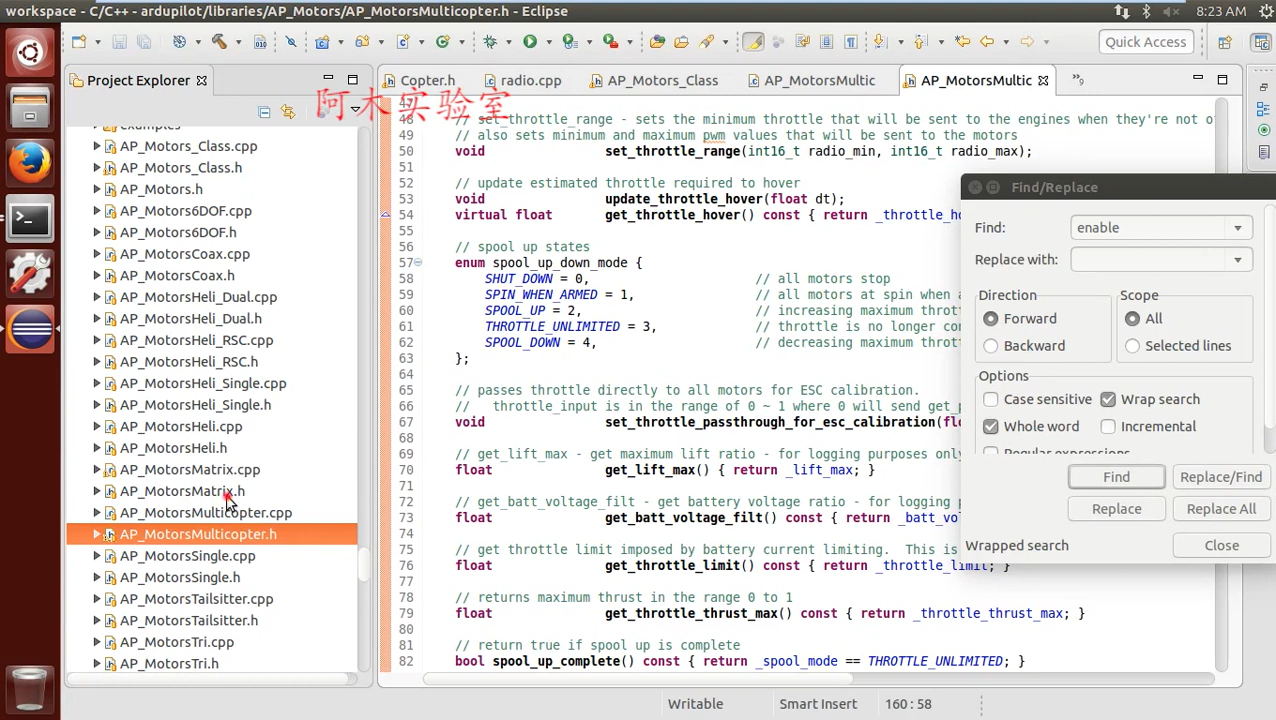 workspace - C/C++ - ardupilot/libraries/AP_Motors/AP_MotorsMulticopter.h - Eclipse
8:23 AM
Quick Access
Project Explorer
Copter.h
radio.cpp
AP_Motors_Class.h
AP_MotorsMultic
AP_MotorsMultic
阿木实验室
examples
AP_Motors_Class.cpp
AP_Motors_Class.h
AP_Motors.h
AP_Motors6DOF.cpp
AP_Motors6DOF.h
AP_MotorsCoax.cpp
AP_MotorsCoax.h
AP_MotorsHeli_Dual.cpp
AP_MotorsHeli_Dual.h
AP_MotorsHeli_RSC.cpp
AP_MotorsHeli_RSC.h
AP_MotorsHeli_Single.cpp
AP_MotorsHeli_Single.h
AP_MotorsHeli.cpp
AP_MotorsHeli.h
AP_MotorsMatrix.cpp
AP_MotorsMatrix.h
AP_MotorsMulticopter.cpp
AP_MotorsMulticopter.h
AP_MotorsSingle.cpp
AP_MotorsSingle.h
AP_MotorsTailsitter.cpp
AP_MotorsTailsitter.h
AP_MotorsTri.cpp
AP_MotorsTri.h
47
48 // set_throttle_range - sets the minimum throttle that will be sent to the engines when they're not o
49 // also sets minimum and maximum pwm values that will be sent to the motors
50 void set_throttle_range(int16_t radio_min, int16_t radio_max);
51
52 // update estimated throttle required to hover
53 void update_throttle_hover(float dt);
54 virtual float get_throttle_hover() const { return _throttle_ho
55
56 // spool up states
57 enum spool_up_down_mode {
58 SHUT_DOWN = 0, // all motors stop
59 SPIN_WHEN_ARMED = 1, // all motors at spin when a
60 SPOOL_UP = 2, // increasing maximum thrott
61 THROTTLE_UNLIMITED = 3, // throttle is no longer con
62 SPOOL_DOWN = 4, // decreasing maximum thrott
63 };
64
65 // passes throttle directly to all motors for ESC calibration.
66 // throttle_input is in the range of 0 ~ 1 where 0 will send get_p
67 void set_throttle_passthrough_for_esc_calibration(flo
68
69 // get_lift_max - get maximum lift ratio - for logging purposes only
70 float get_lift_max() { return _lift_max; }
71
72 // get_batt_voltage_filt - get battery voltage ratio - for logging p
73 float get_batt_voltage_filt() const { return _batt_vo
74
75 // get throttle limit imposed by battery current limiting. This is
76 float get_throttle_limit() const { return _throttle_limit; }
77
78 // returns maximum thrust in the range 0 to 1
79 float get_throttle_thrust_max() const { return _throttle_thrust_max; }
80
81 // return true if spool up is complete
82 bool spool_up_complete() const { return _spool_mode == THROTTLE_UNLIMITED; }
Find/Replace
Find: enable
Replace with:
Direction
Forward
Backward
Scope
All
Selected lines
Options
Case sensitive
Wrap search
Whole word
Incremental
Regular expressions
Find
Replace/Find
Replace
Replace All
Wrapped search
Close
Writable
Smart Insert
160 : 58